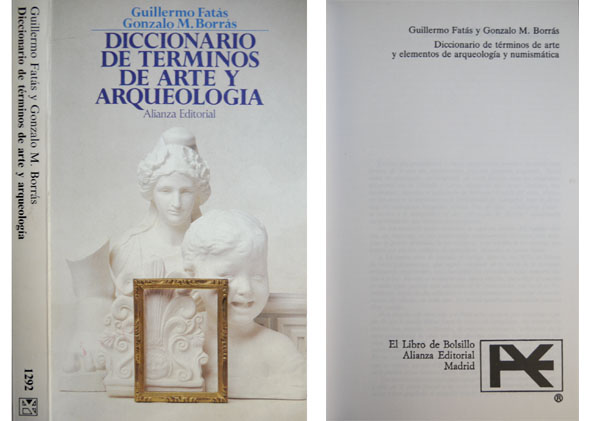 Guillermo Fatás y Gonzalo M. Borrás
Diccionario de términos de arte y arqueología
1292
Guillermo Fatás
Gonzalo M. Borrás
DICCIONARIO
DE TERMINOS
DE ARTE Y
ARQUEOLOGIA
Alianza Editorial
Guillermo Fatás y Gonzalo M. Borrás
Diccionario de términos de arte
y elementos de arqueología y numismática
El Libro de Bolsillo
Alianza Editorial
Madrid
®